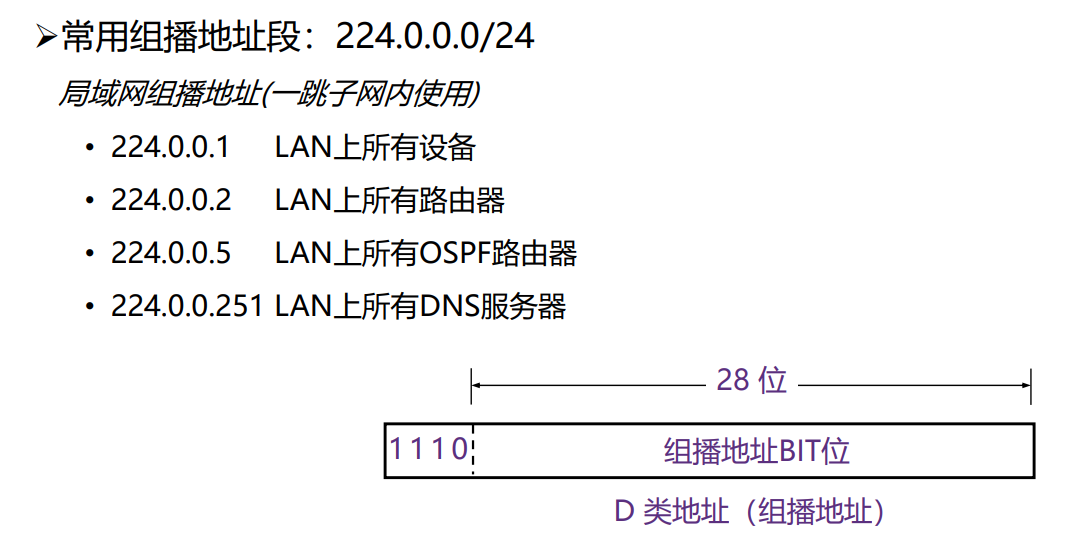 ➢常用组播地址段：224.0.0.0/24
局域网组播地址(一跳子网内使用)
• 224.0.0.1 LAN上所有设备
• 224.0.0.2 LAN上所有路由器
• 224.0.0.5 LAN上所有OSPF路由器
• 224.0.0.251 LAN上所有DNS服务器
28 位
1 1 1 0 组播地址BIT位
D 类地址（组播地址）